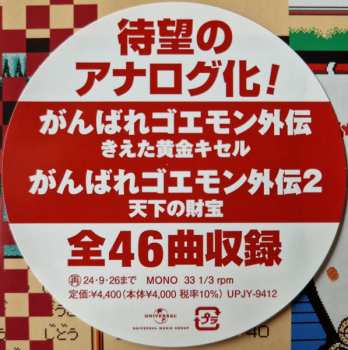 待望の
アナログ化!
がんばれゴエモン外伝
きえた黄金キセル
がんばれゴエモン外伝2
天下の財宝
全46曲収録
再 24・9・26まで MONO 33 1/3 rpm
定価:¥4,400(本体¥4,000 税率10%) UPJY-9412
UNIVERSAL
UNIVERSAL MUSIC GROUP